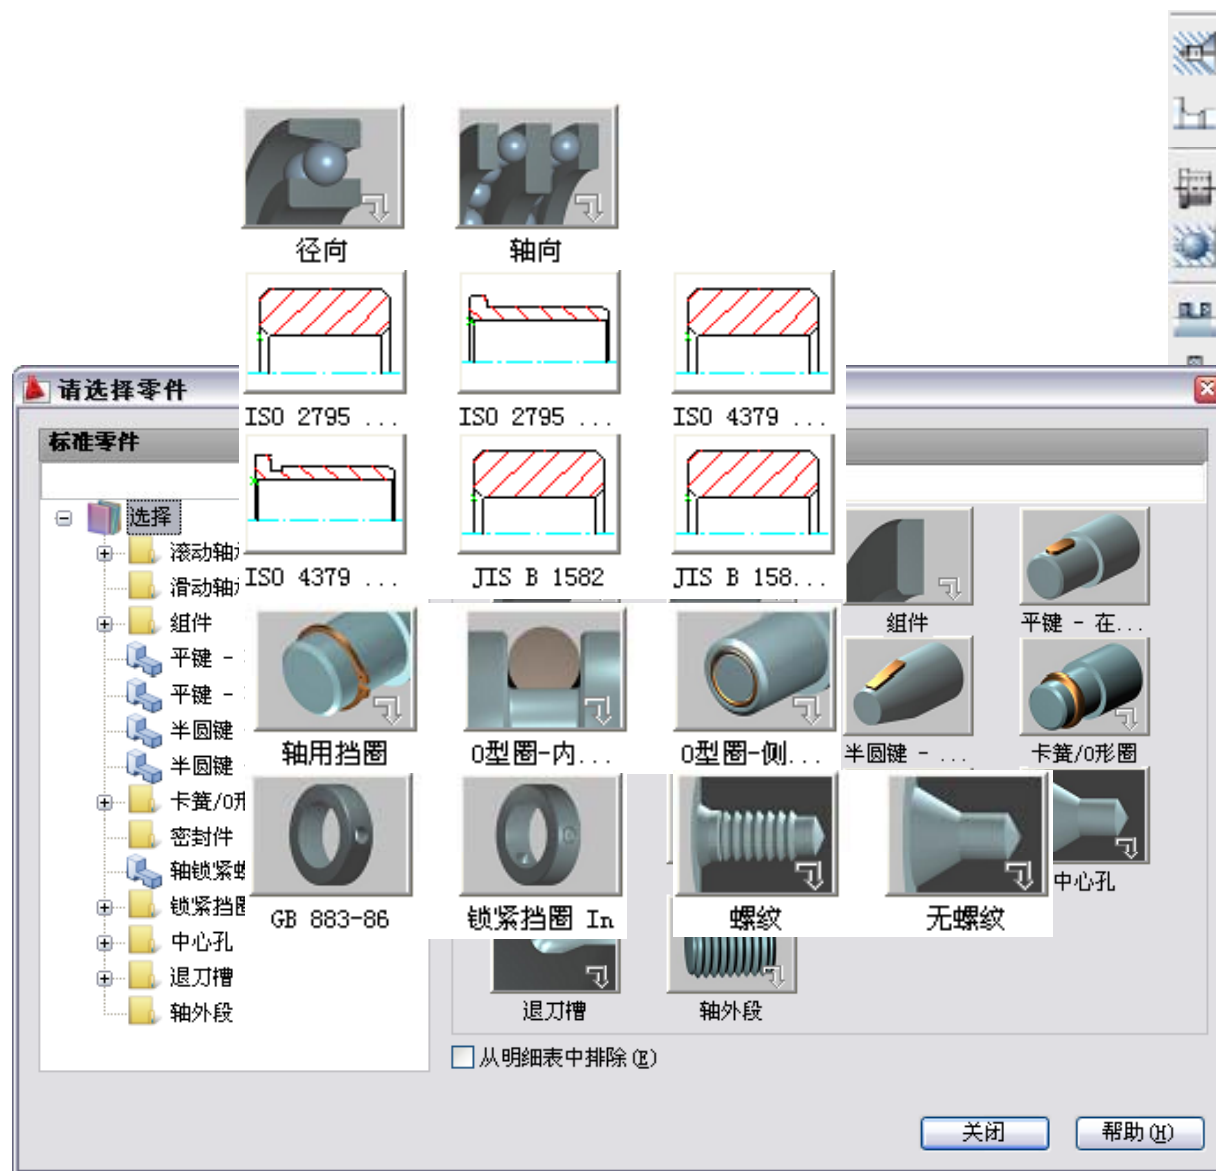 径向
轴向
ISO 2795 ...
ISO 2795 ...
ISO 4379 ...
ISO 4379 ...
JIS B 1582
JIS B 158...
轴用挡圈
O型圈-内...
O型圈-侧...
GB 883-86
锁紧挡圈 In
螺纹
无螺纹
请选择零件
标准零件
选择
滚动轴
滑动轴
组件
平键 -
平键 -
半圆键
半圆键
卡簧/O形
密封件
轴锁紧螺
锁紧挡圈
中心孔
退刀槽
轴外段
组件
平键 - 在...
半圆键 - ...
卡簧/O形圈
中心孔
退刀槽
轴外段
从明细表中排除(E)
关闭
帮助(H)